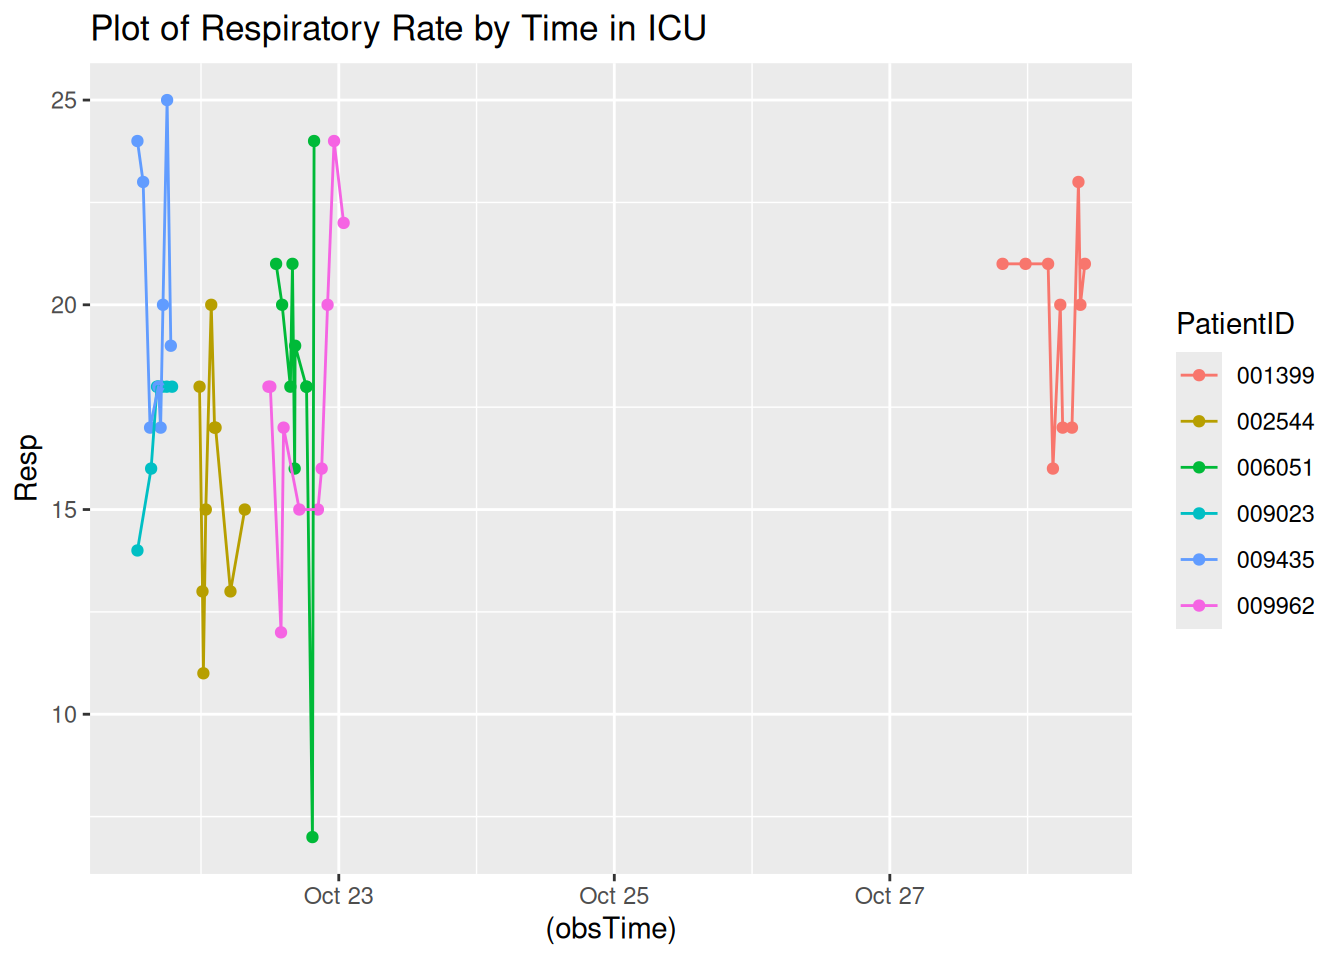 Plot of Respiratory Rate by Time in ICU
25
20
15
10
Resp
Oct 23
Oct 25
Oct 27
(obsTime)
PatientID
001399
002544
006051
009023
009435
009962